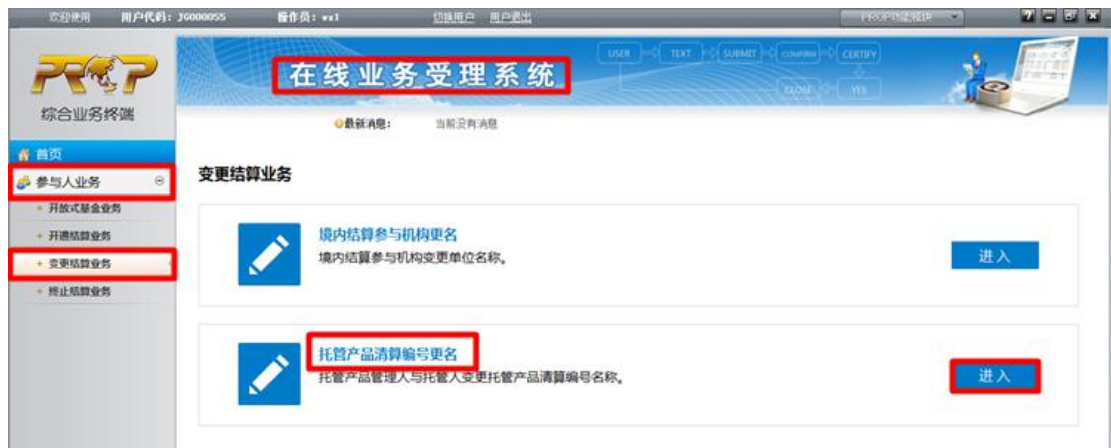 欢迎使用 用户代码：JG000055 操作员：vx1 切换用户 用户退出 PROP功能模块
PROP
综合业务终端
在线业务受理系统
USER TEXT SUBMIT CONFIRM CERTIFY
CLOSE YES
最新消息： 当前没有消息
首页
参与人业务
开放式基金业务
开通结算业务
变更结算业务
终止结算业务
变更结算业务
境内结算参与机构更名
境内结算参与机构变更单位名称。
进入
托管产品清算编号更名
托管产品管理人与托管人变更托管产品清算编号名称。
进入